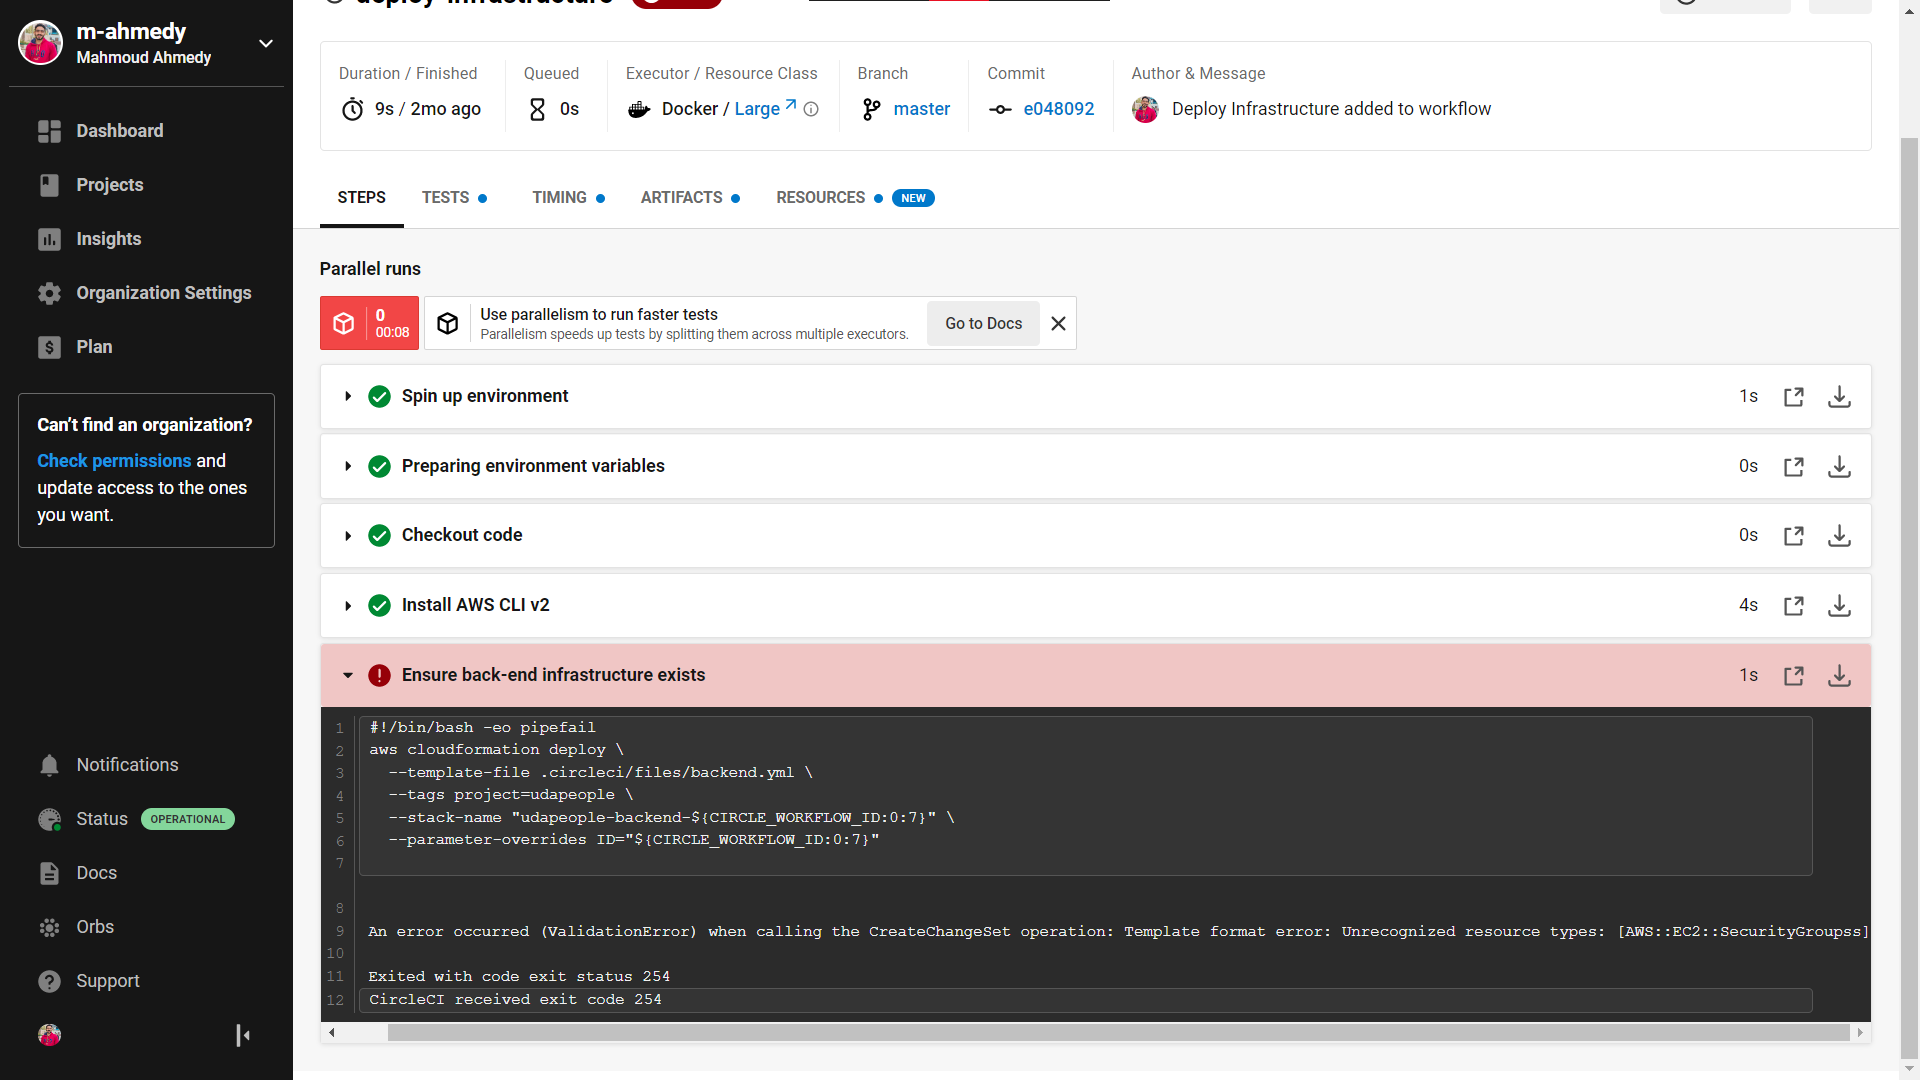 m-ahmedy
Mahmoud Ahmedy
Dashboard
Projects
Insights
Organization Settings
Plan
Can't find an organization?
Check permissions and
update access to the ones
you want.
Notifications
Status OPERATIONAL
Docs
Orbs
Support
deploy-infrastructure
Duration / Finished
9s / 2mo ago
Queued
0s
Executor / Resource Class
Docker / Large
Branch
master
Commit
e048092
Author & Message
Deploy Infrastructure added to workflow
STEPS TESTS TIMING ARTIFACTS RESOURCES NEW
Parallel runs
0
00:08
Use parallelism to run faster tests
Parallelism speeds up tests by splitting them across multiple executors.
Go to Docs
Spin up environment 1s
Preparing environment variables 0s
Checkout code 0s
Install AWS CLI v2 4s
Ensure back-end infrastructure exists 1s
1 #!/bin/bash -eo pipefail
2 aws cloudformation deploy \
3 --template-file .circleci/files/backend.yml \
4 --tags project=udapeople \
5 --stack-name "udapeople-backend-${CIRCLE_WORKFLOW_ID:0:7}" \
6 --parameter-overrides ID="${CIRCLE_WORKFLOW_ID:0:7}"
7
8
9 An error occurred (ValidationError) when calling the CreateChangeSet operation: Template format error: Unrecognized resource types: [AWS::EC2::SecurityGroupss]
10
11 Exited with code exit status 254
12 CircleCI received exit code 254